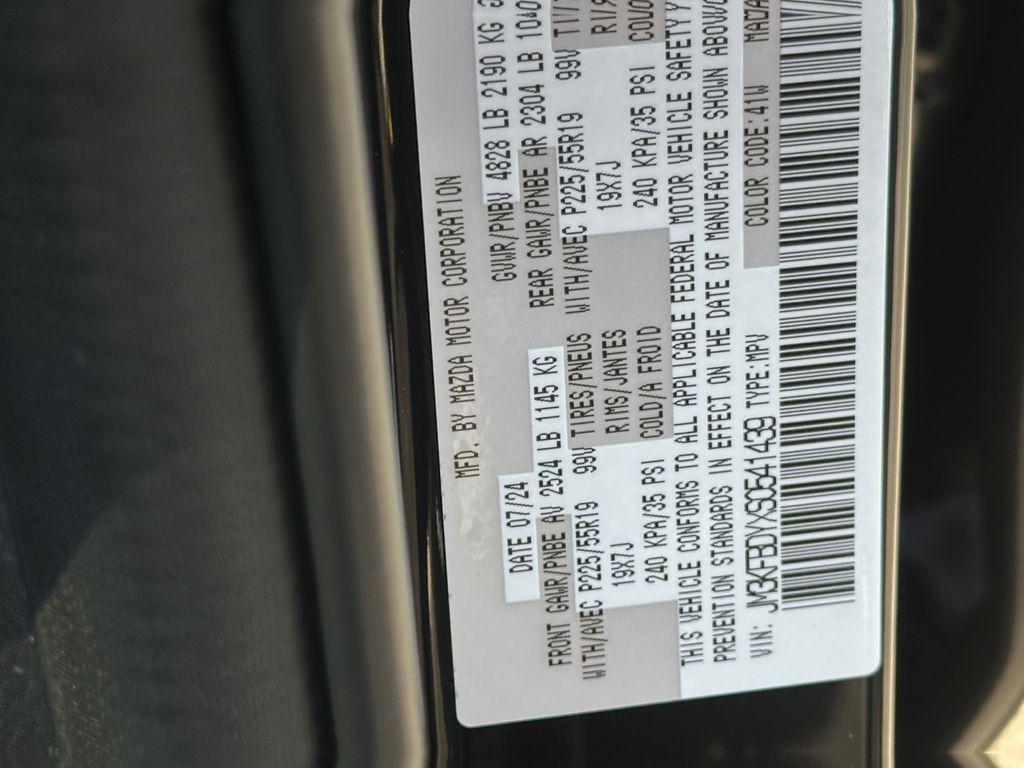 MFD. BY MAZDA MOTOR CORPORATION
DATE 07/24 GVWR/PNBV 4828 LB 2190 KG
FRONT GAWR/PNBE AV 2524 LB 1145 KG REAR GAWR/PNBE AR 2304 LB 1040
WITH/AVEC P225/55R19 99V TIRES/PNEUS WITH/AVEC P225/55R19 99V
19X7J RIMS/JANTES 19X7J
240 KPA/35 PSI COLD/A FROID 240 KPA/35 PSI
THIS VEHICLE CONFORMS TO ALL APPLICABLE FEDERAL MOTOR VEHICLE SAFETY
PREVENTION STANDARDS IN EFFECT ON THE DATE OF MANUFACTURE SHOWN ABOVE
VIN: JM3KFBDYXS0541439 TYPE:MPV COLOR CODE:41W